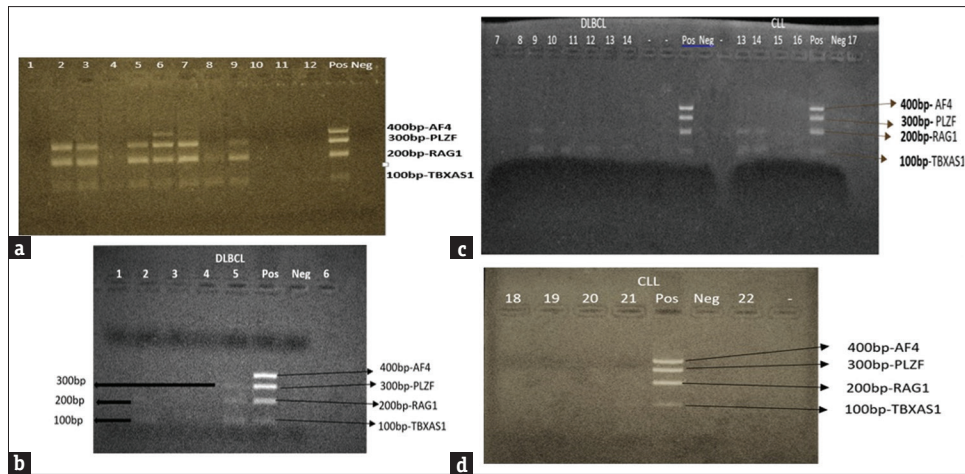 1 2 3 4 5 6 7 8 9 10 11 12 Pos Neg
400bp-AF4
300bp-PLZF
200bp-RAG1
100bp-TBXAS1
a
DLBCL
1 2 3 4 5 Pos Neg 6
300bp
200bp
100bp
400bp-AF4
300bp-PLZF
200bp-RAG1
100bp-TBXAS1
b
DLBCL CLL
7 8 9 10 11 12 13 14 - - Pos Neg - 13 14 15 16 Pos Neg 17
400bp- AF4
300bp- PLZF
200bp-RAG1
100bp-TBXAS1
c
CLL
18 19 20 21 Pos Neg 22 -
400bp-AF4
300bp-PLZF
200bp-RAG1
100bp-TBXAS1
d